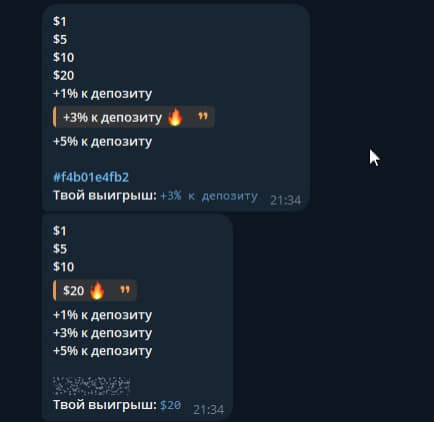 $1
$5
$10
$20
+1% к депозиту
+3% к депозиту 🔥 ”
+5% к депозиту
#f4b01e4fb2
Твой выигрыш: +3% к депозиту 21:34
$1
$5
$10
$20 🔥 ”
+1% к депозиту
+3% к депозиту
+5% к депозиту
Твой выигрыш: $20 21:34